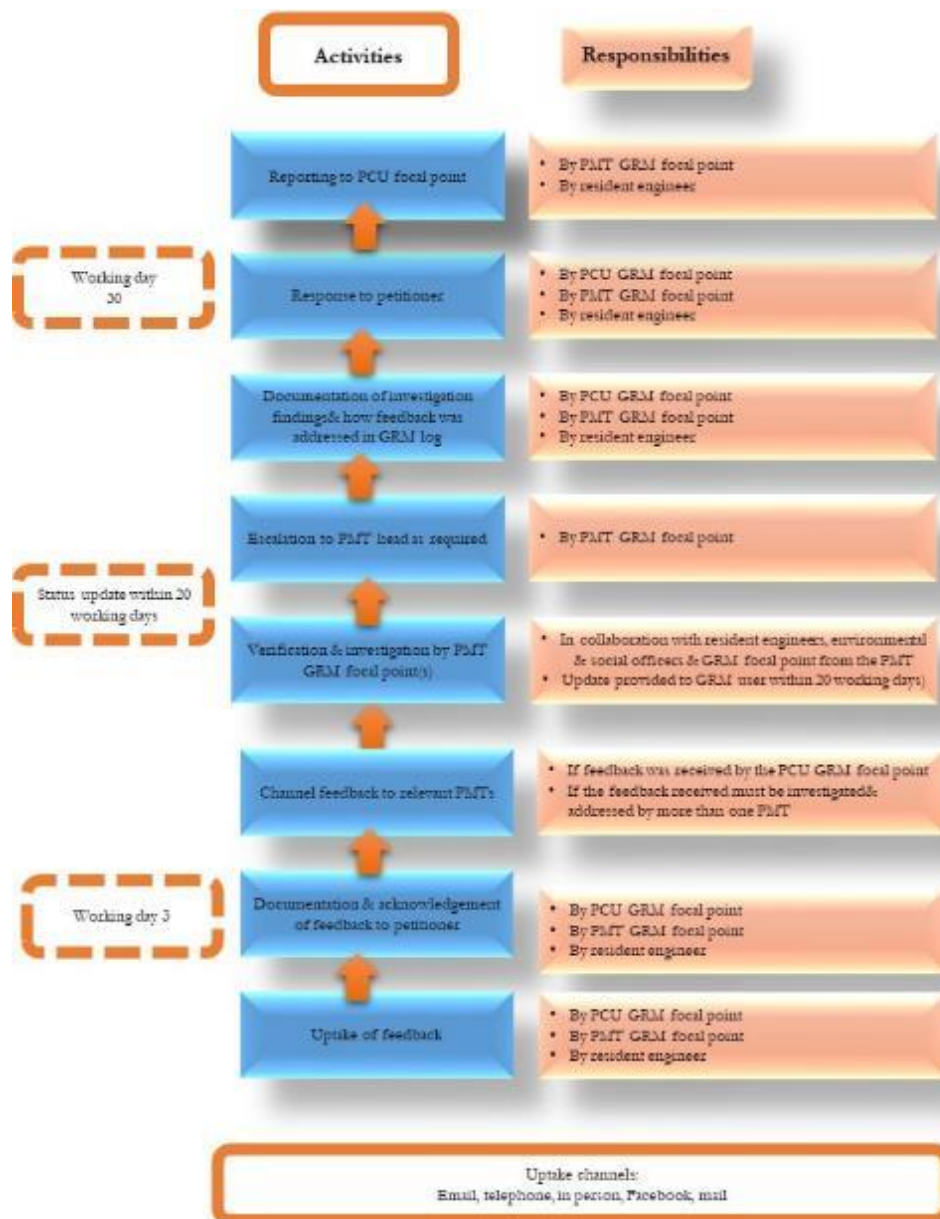 Activities
Responsibilities
Reporting to PCU focal point
• By PMT GRM focal point
• By resident engineer
Working day
30
Response to petitioner
• By PCU GRM focal point
• By PMT GRM focal point
• By resident engineer
Documentation of investigation
findings& how feedback was
addressed in GRM log
• By PCU GRM focal point
• By PMT GRM focal point
• By resident engineer
Escalation to PMT head as required
• By PMT GRM focal point
Status update within 20
working days
Verification & investigation by PMT
GRM focal point(s)
• In collaboration with resident engineers, environmental
& social officers & GRM focal point from the PMT
• Update provided to GRM user within 20 working days)
Channel feedback to relevant PMTs
• If feedback was received by the PCU GRM focal point
• If the feedback received must be investigated&
addressed by more than one PMT
Working day 3
Documentation & acknowledgement
of feedback to petitioner
• By PCU GRM focal point
• By PMT GRM focal point
• By resident engineer
Uptake of feedback
• By PCU GRM focal point
• By PMT GRM focal point
• By resident engineer
Uptake channels:
Email, telephone, in person, Facebook, mail